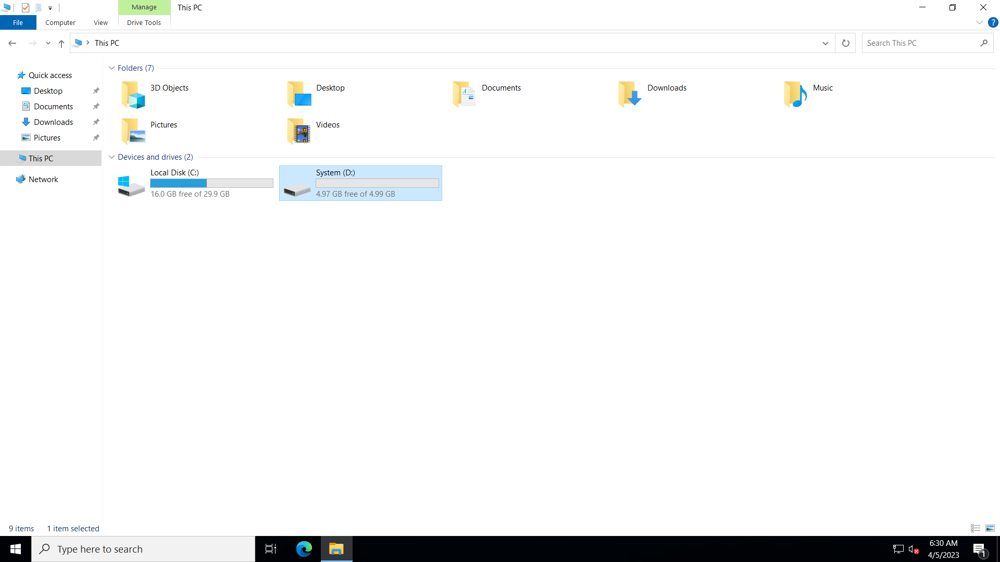 Manage
This PC
File
Computer
View
Drive Tools
?
This PC
Search This PC
Quick access
Desktop
Documents
Downloads
Pictures
This PC
Network
Folders (7)
3D Objects
Desktop
Documents
Downloads
Music
Pictures
Videos
Devices and drives (2)
Local Disk (C:)
16.0 GB free of 29.9 GB
System (D:)
4.97 GB free of 4.99 GB
9 items
1 item selected
Type here to search
6:30 AM
4/5/2023
1